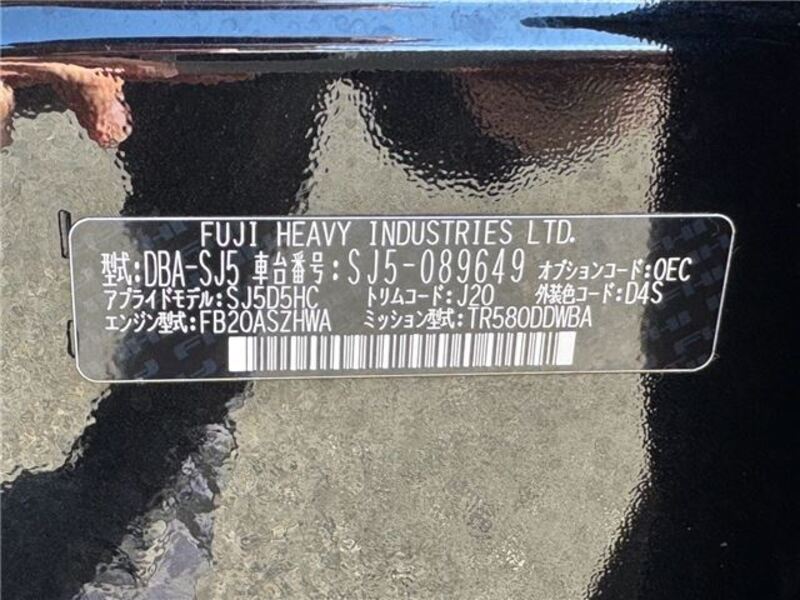 FUJI HEAVY INDUSTRIES LTD.
型式:DBA-SJ5 車台番号:SJ5-089649 オプションコード:OEC
アプライドモデル:SJ5D5HC トリムコード:J20 外装色コード:D4S
エンジン型式:FB20ASZHWA ミッション型式:TR580DDWBA